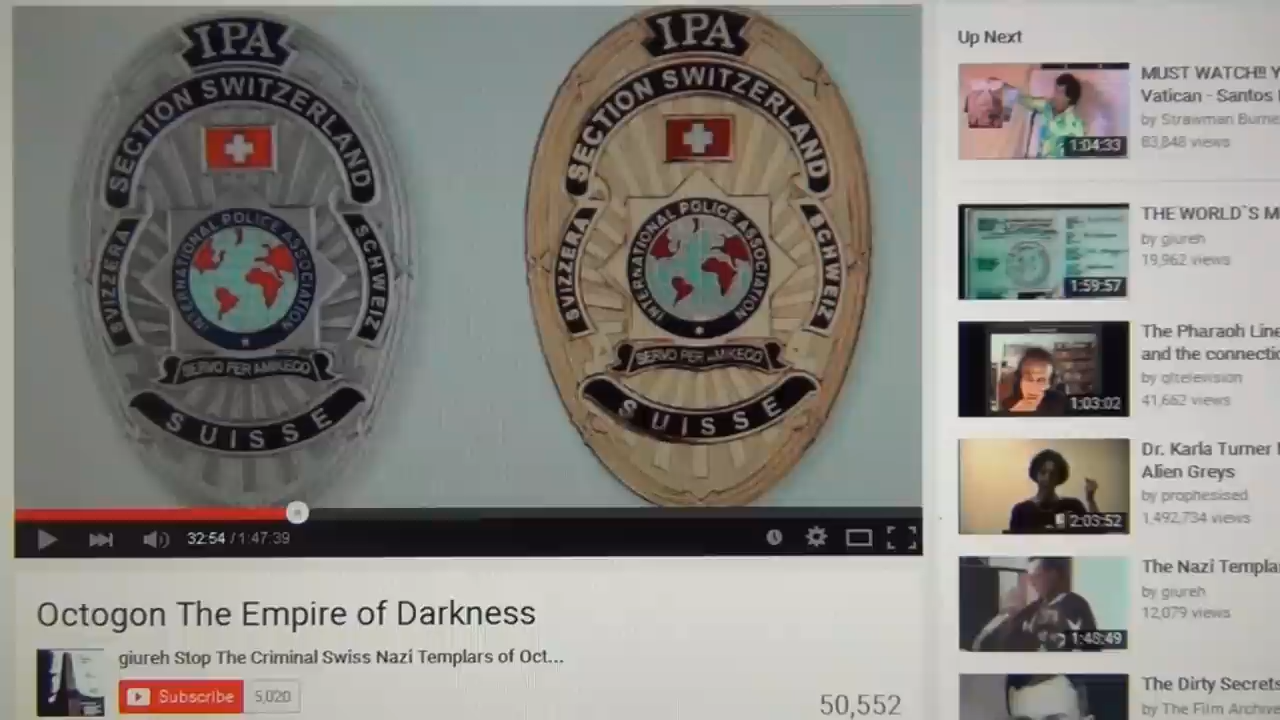 IPA
SECTION SWITZERLAND
SVIZZERA
SCHWEIZ
INTERNATIONAL POLICE ASSOCIATION
SERVO PER AMIKECO
SUISSE
IPA
SECTION SWITZERLAND
SVIZZERA
SCHWEIZ
INTERNATIONAL POLICE ASSOCIATION
SERVO PER AMIKECO
SUISSE
32:54 / 1:47:39
Octogon The Empire of Darkness
giureh Stop The Criminal Swiss Nazi Templars of Oct...
Subscribe 5,020
50,552
Up Next
MUST WATCH!! Y
Vatican - Santos
by Strawman Burne
83,848 views
1:04:33
THE WORLD`S M
by giureh
19,962 views
1:59:57
The Pharaoh Line
and the connectio
by qltelevision
41,662 views
1:03:02
Dr. Karla Turner
Alien Greys
by prophesised
1,492,734 views
2:03:52
The Nazi Templa
by giureh
12,079 views
1:48:49
The Dirty Secrets
by The Film Archive